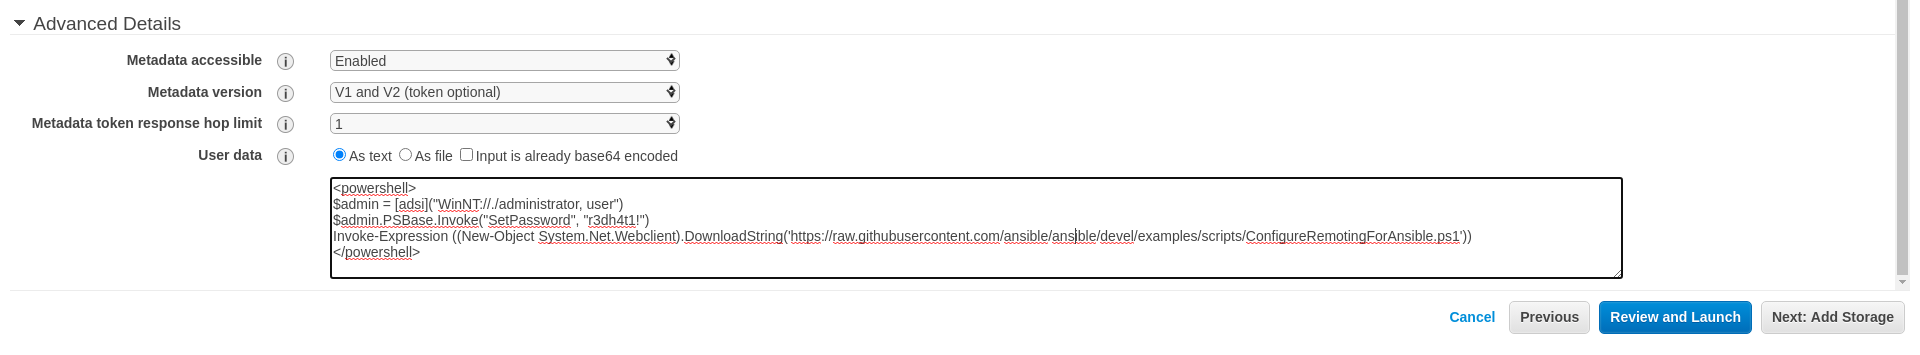 Advanced Details
Metadata accessible i Enabled
Metadata version i V1 and V2 (token optional)
Metadata token response hop limit i 1
User data i As text As file Input is already base64 encoded
<powershell>
$admin = [adsi]("WinNT://./administrator, user")
$admin.PSBase.Invoke("SetPassword", "r3dh4t1!")
Invoke-Expression ((New-Object System.Net.Webclient).DownloadString('https://raw.githubusercontent.com/ansible/ansible/devel/examples/scripts/ConfigureRemotingForAnsible.ps1'))
</powershell>
Cancel Previous Review and Launch Next: Add Storage